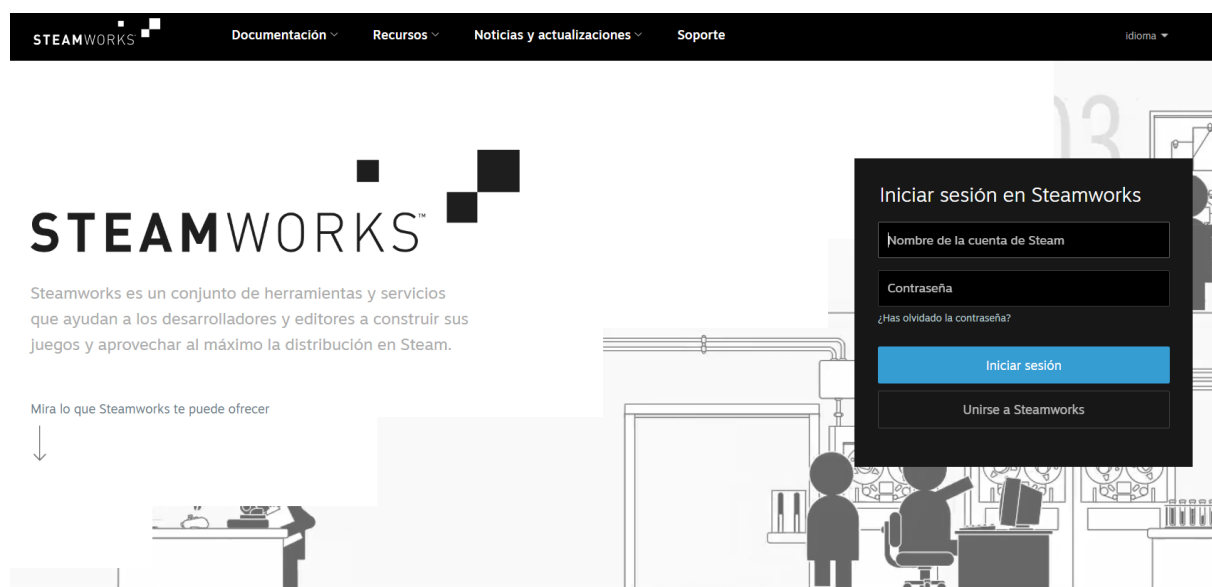 STEAMWORKS
Documentación
Recursos
Noticias y actualizaciones
Soporte
idioma
03
STEAMWORKS™
Steamworks es un conjunto de herramientas y servicios
que ayudan a los desarrolladores y editores a construir sus
juegos y aprovechar al máximo la distribución en Steam.
Mira lo que Steamworks te puede ofrecer
Iniciar sesión en Steamworks
Nombre de la cuenta de Steam
Contraseña
¿Has olvidado la contraseña?
Iniciar sesión
Unirse a Steamworks